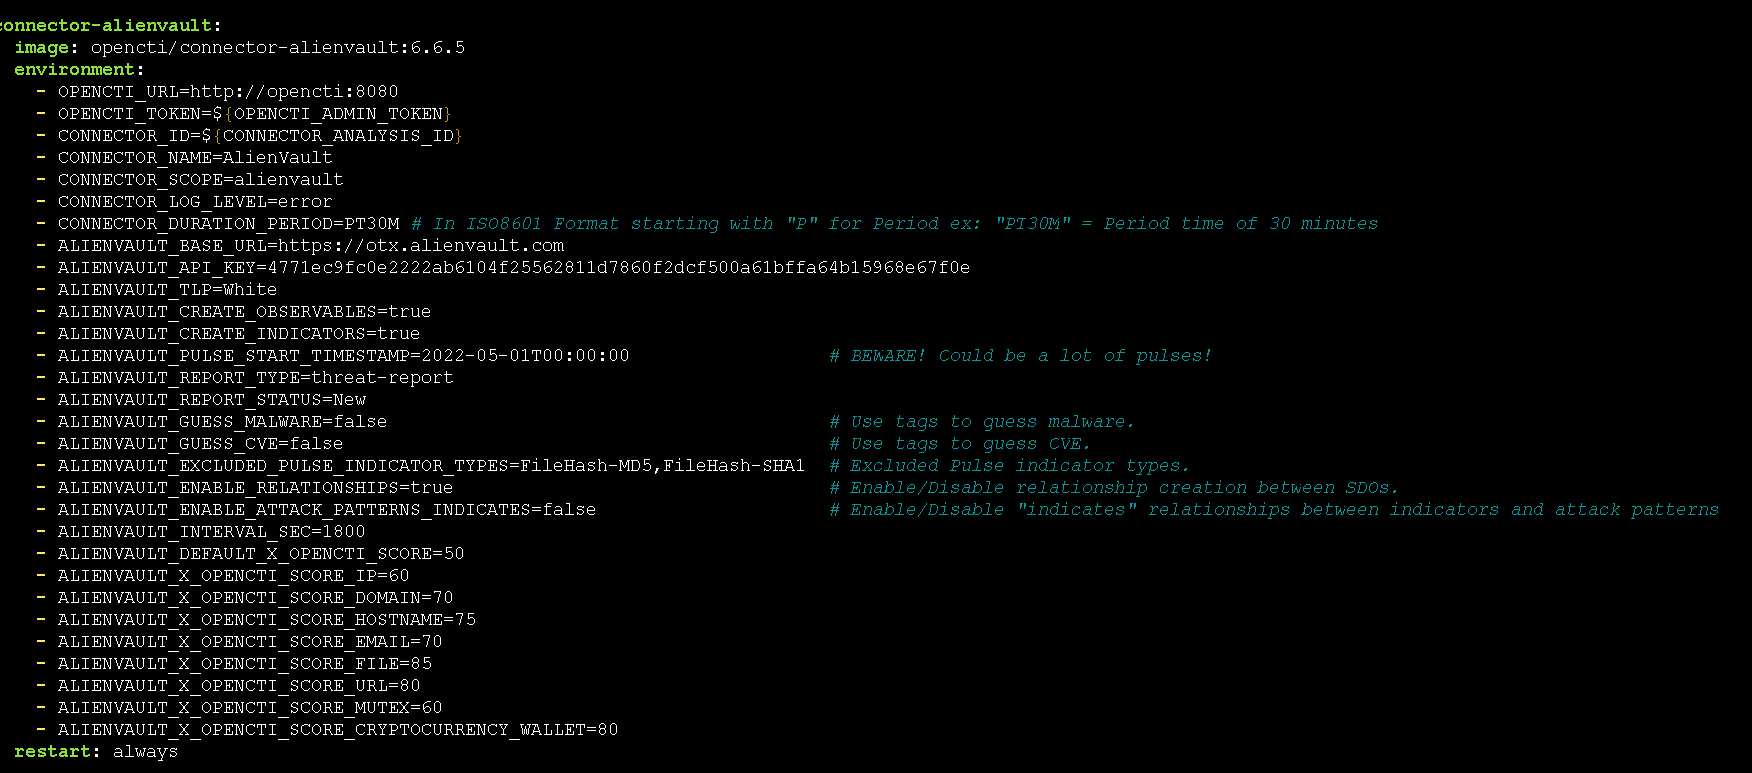 connector-alienvault:
image: opencti/connector-alienvault:6.6.5
environment:
- OPENCTI_URL=http://opencti:8080
- OPENCTI_TOKEN=${OPENCTI_ADMIN_TOKEN}
- CONNECTOR_ID=${CONNECTOR_ANALYSIS_ID}
- CONNECTOR_NAME=AlienVault
- CONNECTOR_SCOPE=alienvault
- CONNECTOR_LOG_LEVEL=error
- CONNECTOR_DURATION_PERIOD=PT30M # In ISO8601 Format starting with "P" for Period ex: "PT30M" = Period time of 30 minutes
- ALIENVAULT_BASE_URL=https://otx.alienvault.com
- ALIENVAULT_API_KEY=4771ec9fc0e2222ab6104f25562811d7860f2dcf500a61bffa64b15968e67f0e
- ALIENVAULT_TLP=White
- ALIENVAULT_CREATE_OBSERVABLES=true
- ALIENVAULT_CREATE_INDICATORS=true
- ALIENVAULT_PULSE_START_TIMESTAMP=2022-05-01T00:00:00 # BEWARE! Could be a lot of pulses!
- ALIENVAULT_REPORT_TYPE=threat-report
- ALIENVAULT_REPORT_STATUS=New
- ALIENVAULT_GUESS_MALWARE=false # Use tags to guess malware.
- ALIENVAULT_GUESS_CVE=false # Use tags to guess CVE.
- ALIENVAULT_EXCLUDED_PULSE_INDICATOR_TYPES=FileHash-MD5,FileHash-SHA1 # Excluded Pulse indicator types.
- ALIENVAULT_ENABLE_RELATIONSHIPS=true # Enable/Disable relationship creation between SDOs.
- ALIENVAULT_ENABLE_ATTACK_PATTERNS_INDICATES=false # Enable/Disable "indicates" relationships between indicators and attack patterns
- ALIENVAULT_INTERVAL_SEC=1800
- ALIENVAULT_DEFAULT_X_OPENCTI_SCORE=50
- ALIENVAULT_X_OPENCTI_SCORE_IP=60
- ALIENVAULT_X_OPENCTI_SCORE_DOMAIN=70
- ALIENVAULT_X_OPENCTI_SCORE_HOSTNAME=75
- ALIENVAULT_X_OPENCTI_SCORE_EMAIL=70
- ALIENVAULT_X_OPENCTI_SCORE_FILE=85
- ALIENVAULT_X_OPENCTI_SCORE_URL=80
- ALIENVAULT_X_OPENCTI_SCORE_MUTEX=60
- ALIENVAULT_X_OPENCTI_SCORE_CRYPTOCURRENCY_WALLET=80
restart: always